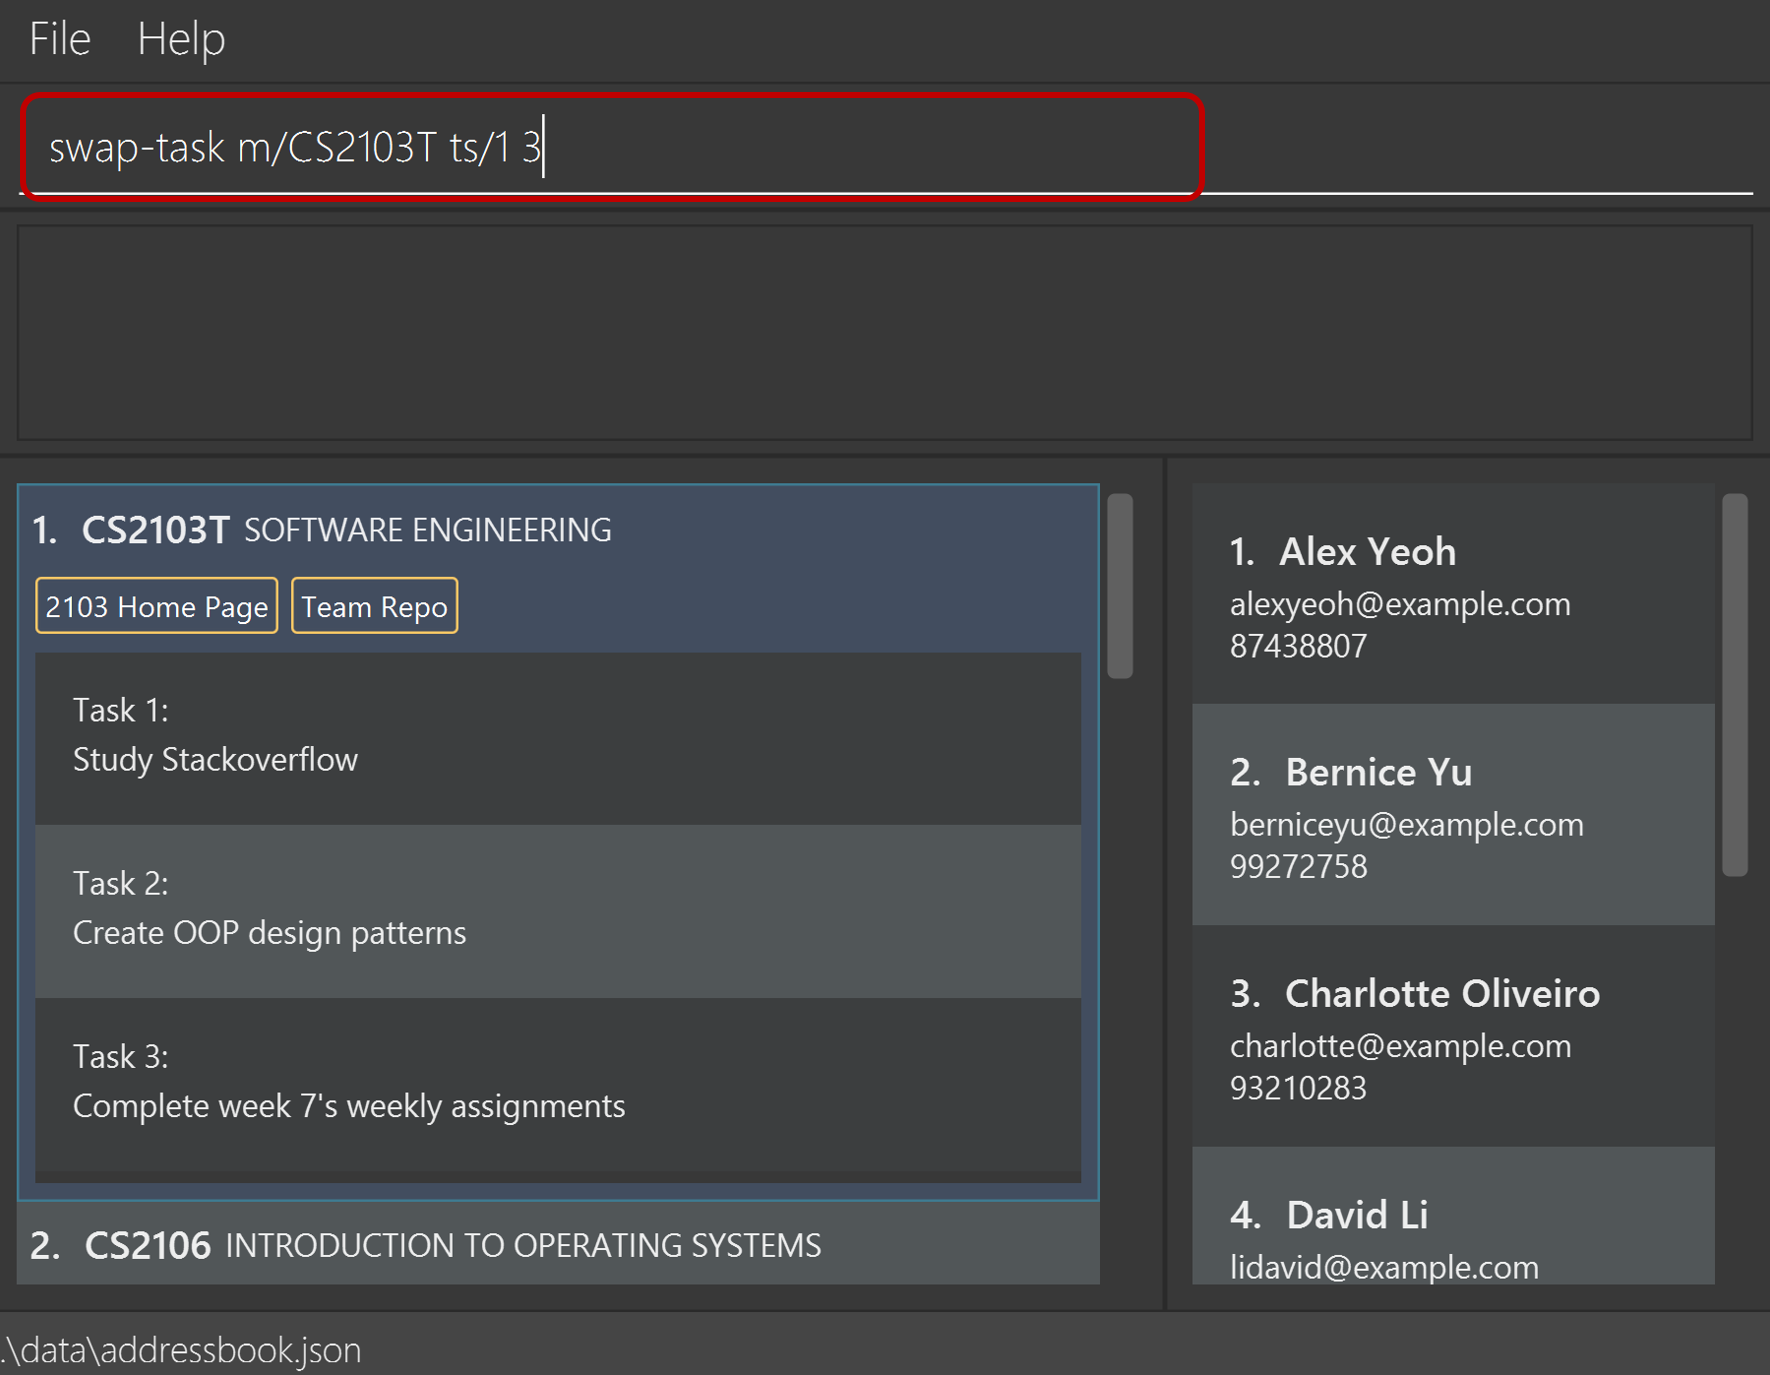 File Help
swap-task m/CS2103T ts/1 3
1. CS2103T SOFTWARE ENGINEERING
2103 Home Page Team Repo
Task 1:
Study Stackoverflow
Task 2:
Create OOP design patterns
Task 3:
Complete week 7's weekly assignments
2. CS2106 INTRODUCTION TO OPERATING SYSTEMS
1. Alex Yeoh
alexyeoh@example.com
87438807
2. Bernice Yu
berniceyu@example.com
99272758
3. Charlotte Oliveiro
charlotte@example.com
93210283
4. David Li
lidavid@example.com
.\data\addressbook.json